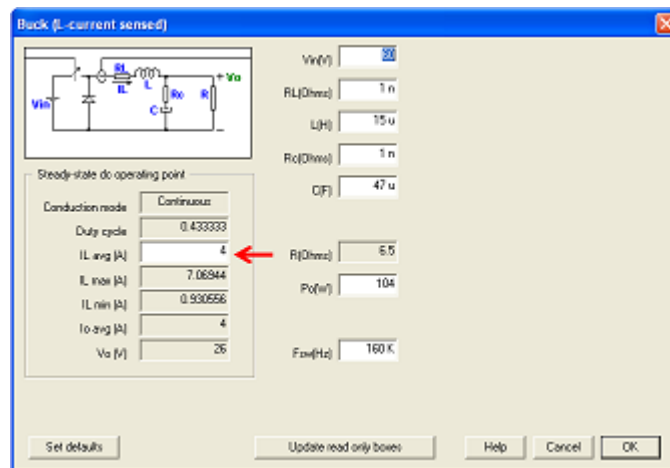 Buck (L-current sensed)
RL
IL
L
+ Vo
Vin
Rc
R
C
Vin(V)
60
RL(Ohms)
1 n
L(H)
15 u
Rc(Ohms)
1 n
C(F)
47 u
R(Ohms)
6.5
Po(W)
104
Fsw(Hz)
160 K
Steady-state dc operating point
Conduction mode
Continuous
Duty cycle
0.433333
IL avg (A)
4
IL max (A)
7.06944
IL min (A)
0.930556
Io avg (A)
4
Vo (V)
26
Set defaults
Update read only boxes
Help
Cancel
OK